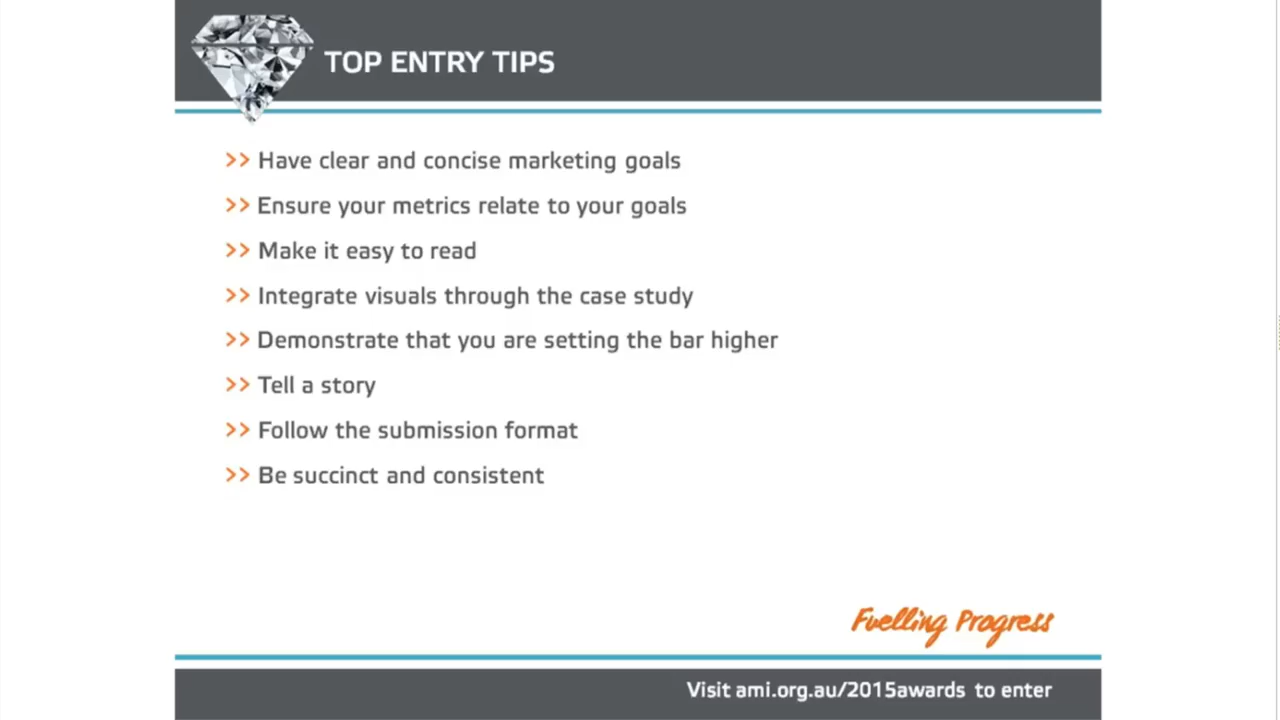 TOP ENTRY TIPS
>> Have clear and concise marketing goals
>> Ensure your metrics relate to your goals
>> Make it easy to read
>> Integrate visuals through the case study
>> Demonstrate that you are setting the bar higher
>> Tell a story
>> Follow the submission format
>> Be succinct and consistent
Fuelling Progress
Visit ami.org.au/2015awards to enter